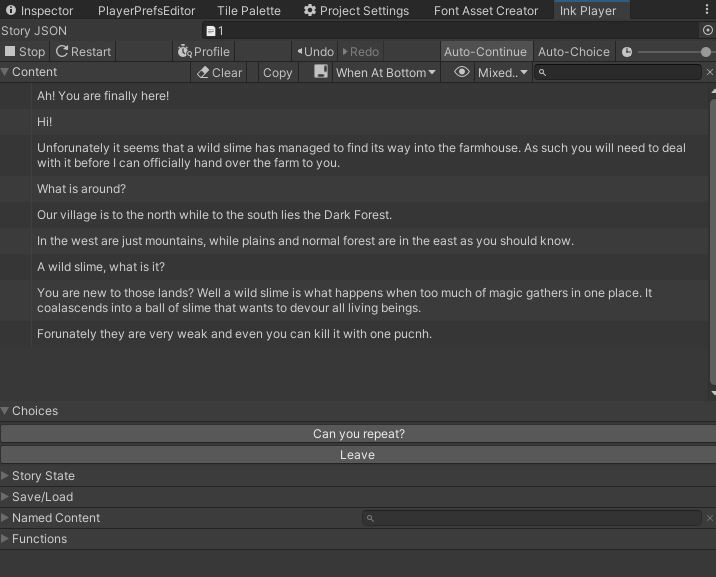 Inspector PlayerPrefsEditor Tile Palette Project Settings Font Asset Creator Ink Player
Story JSON 1
Stop Restart Profile Undo Redo Auto-Continue Auto-Choice
Content Clear Copy When At Bottom Mixed..
Ah! You are finally here!
Hi!
Unforunately it seems that a wild slime has managed to find its way into the farmhouse. As such you will need to deal
with it before I can officially hand over the farm to you.
What is around?
Our village is to the north while to the south lies the Dark Forest.
In the west are just mountains, while plains and normal forest are in the east as you should know.
A wild slime, what is it?
You are new to those lands? Well a wild slime is what happens when too much of magic gathers in one place. It
coalascends into a ball of slime that wants to devour all living beings.
Forunately they are very weak and even you can kill it with one pucnh.
Choices
Can you repeat?
Leave
Story State
Save/Load
Named Content
Functions